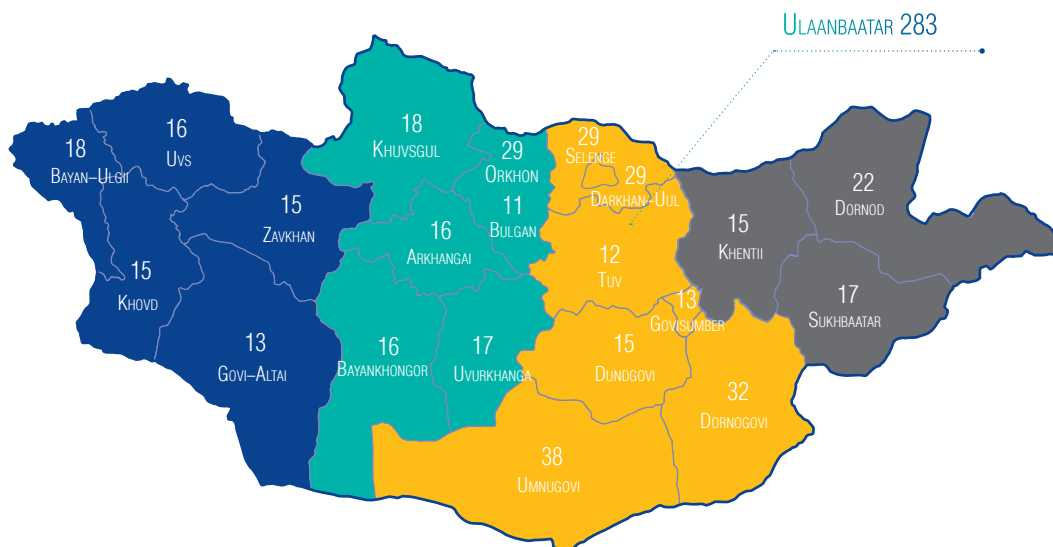 Ulaanbaatar 283
18
Bayan–Ulgii
16
Uvs
15
Zavkhan
15
Khovd
13
Govi–Altai
18
Khuvsgul
29
Orkhon
11
Bulgan
16
Arkhangai
16
Bayankhongor
17
Uvurkhanga
29
Selenge
29
Darkhan–Uul
12
Tuv
13
Govisumber
15
Dundgovi
32
Dornogovi
38
Umnugovi
15
Khentii
22
Dornod
17
Sukhbaatar